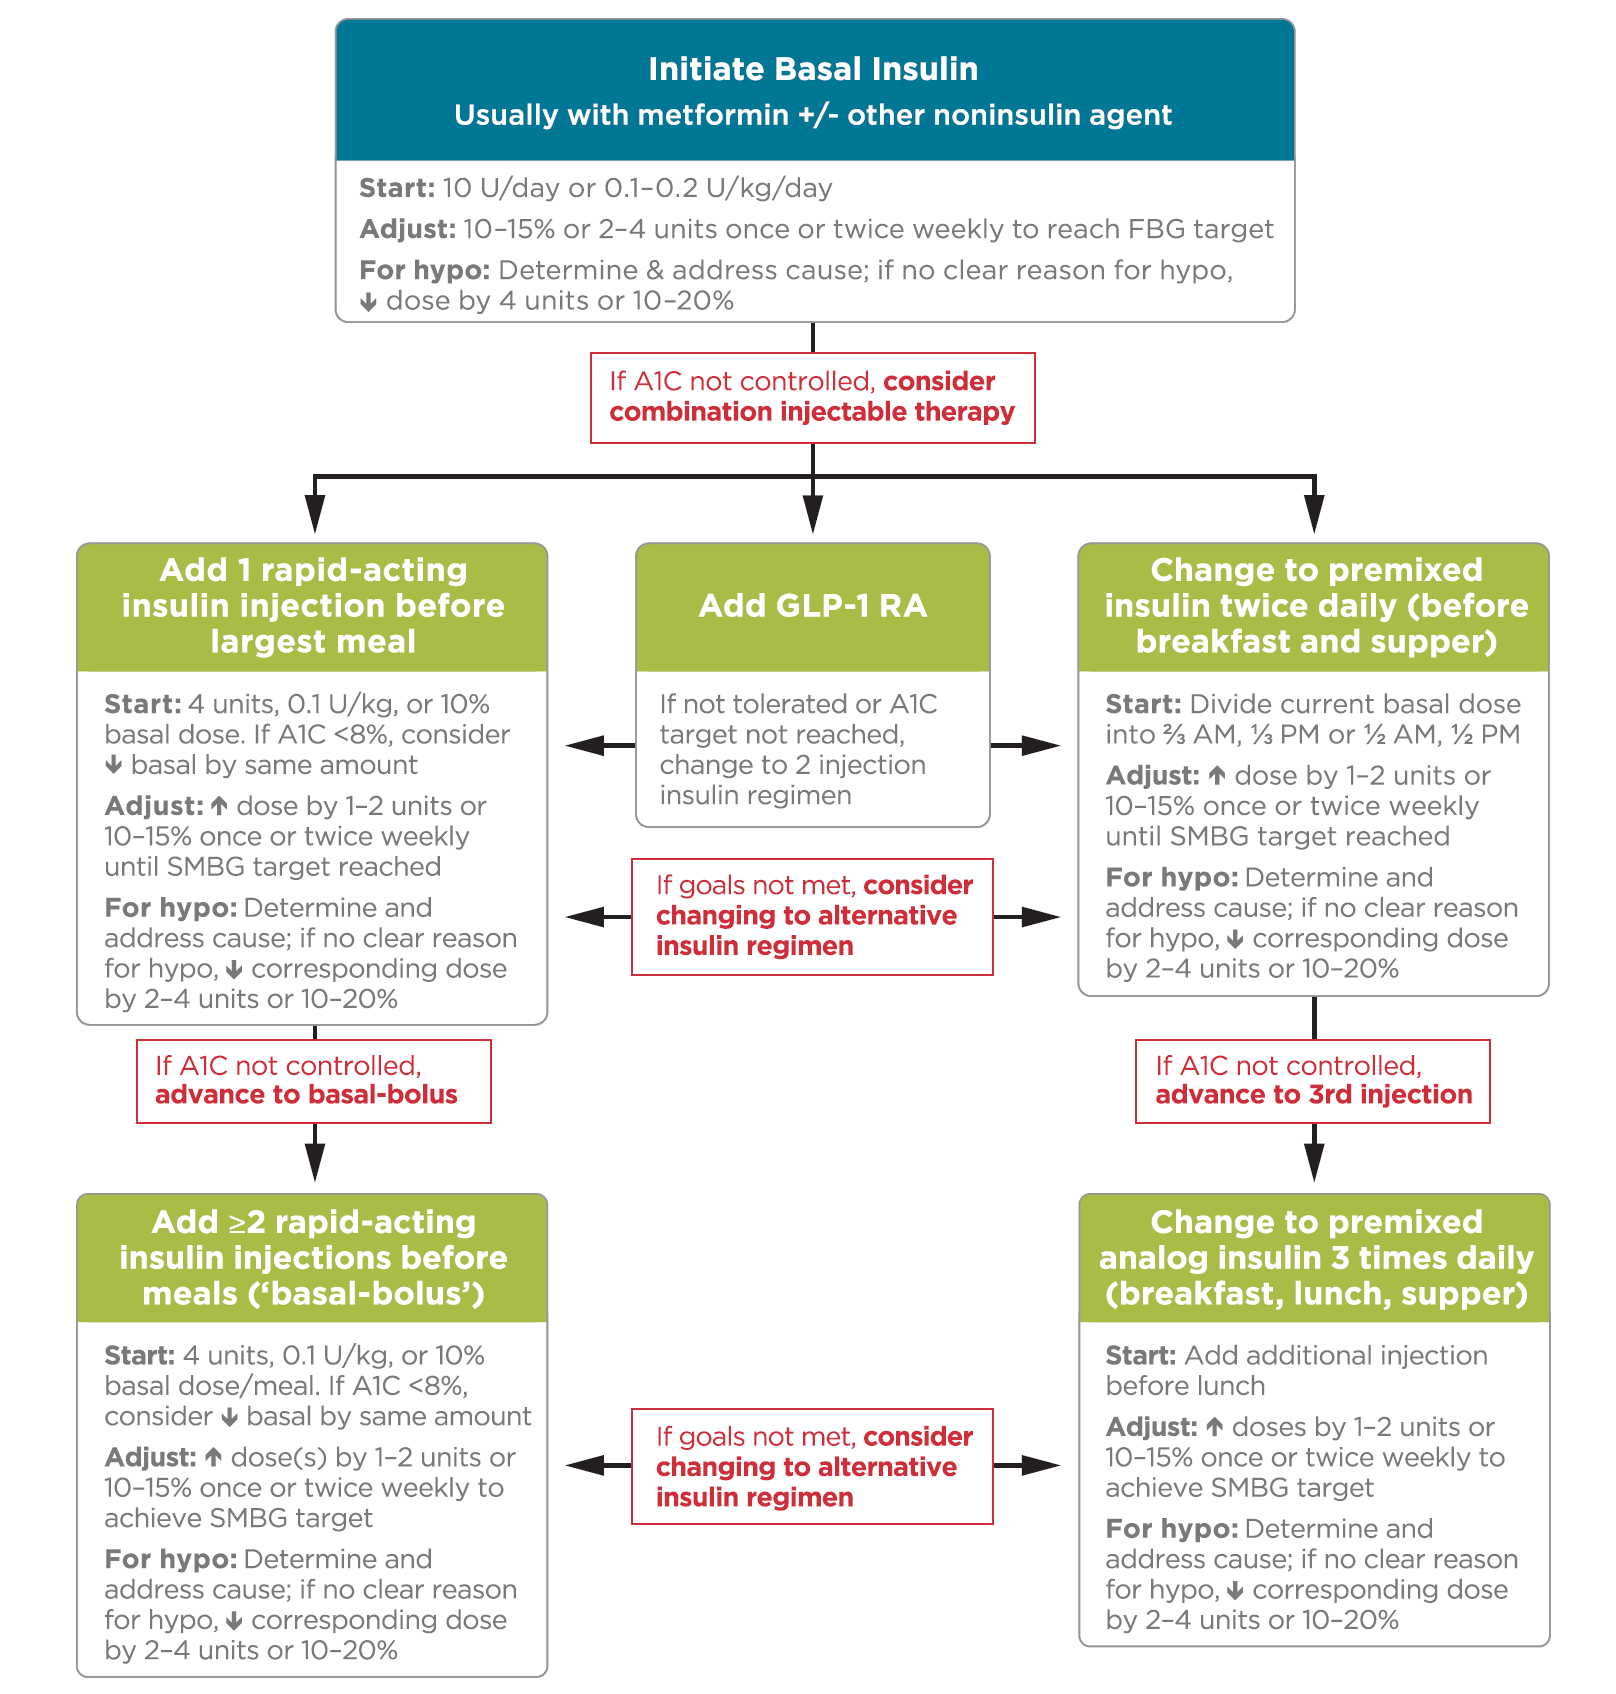 Initiate Basal Insulin
Usually with metformin +/- other noninsulin agent
Start: 10 U/day or 0.1–0.2 U/kg/day
Adjust: 10–15% or 2–4 units once or twice weekly to reach FBG target
For hypo: Determine & address cause; if no clear reason for hypo,
🡻 dose by 4 units or 10–20%
If A1C not controlled, consider
combination injectable therapy
Add 1 rapid-acting
insulin injection before
largest meal
Start: 4 units, 0.1 U/kg, or 10%
basal dose. If A1C <8%, consider
🡻 basal by same amount
Adjust: 🡹 dose by 1–2 units or
10–15% once or twice weekly
until SMBG target reached
For hypo: Determine and
address cause; if no clear reason
for hypo, 🡻 corresponding dose
by 2–4 units or 10–20%
Add GLP-1 RA
If not tolerated or A1C
target not reached,
change to 2 injection
insulin regimen
Change to premixed
insulin twice daily (before
breakfast and supper)
Start: Divide current basal dose
into ⅔ AM, ⅓ PM or ½ AM, ½ PM
Adjust: 🡹 dose by 1–2 units or
10–15% once or twice weekly
until SMBG target reached
For hypo: Determine and
address cause; if no clear reason
for hypo, 🡻 corresponding dose
by 2–4 units or 10–20%
If goals not met, consider
changing to alternative
insulin regimen
If A1C not controlled,
advance to basal-bolus
If A1C not controlled,
advance to 3rd injection
Add ≥2 rapid-acting
insulin injections before
meals (‘basal-bolus’)
Start: 4 units, 0.1 U/kg, or 10%
basal dose/meal. If A1C <8%,
consider 🡻 basal by same amount
Adjust: 🡹 dose(s) by 1–2 units or
10–15% once or twice weekly to
achieve SMBG target
For hypo: Determine and
address cause; if no clear reason
for hypo, 🡻 corresponding dose
by 2–4 units or 10–20%
If goals not met, consider
changing to alternative
insulin regimen
Change to premixed
analog insulin 3 times daily
(breakfast, lunch, supper)
Start: Add additional injection
before lunch
Adjust: 🡹 doses by 1–2 units or
10–15% once or twice weekly to
achieve SMBG target
For hypo: Determine and
address cause; if no clear reason
for hypo, 🡻 corresponding dose
by 2–4 units or 10–20%